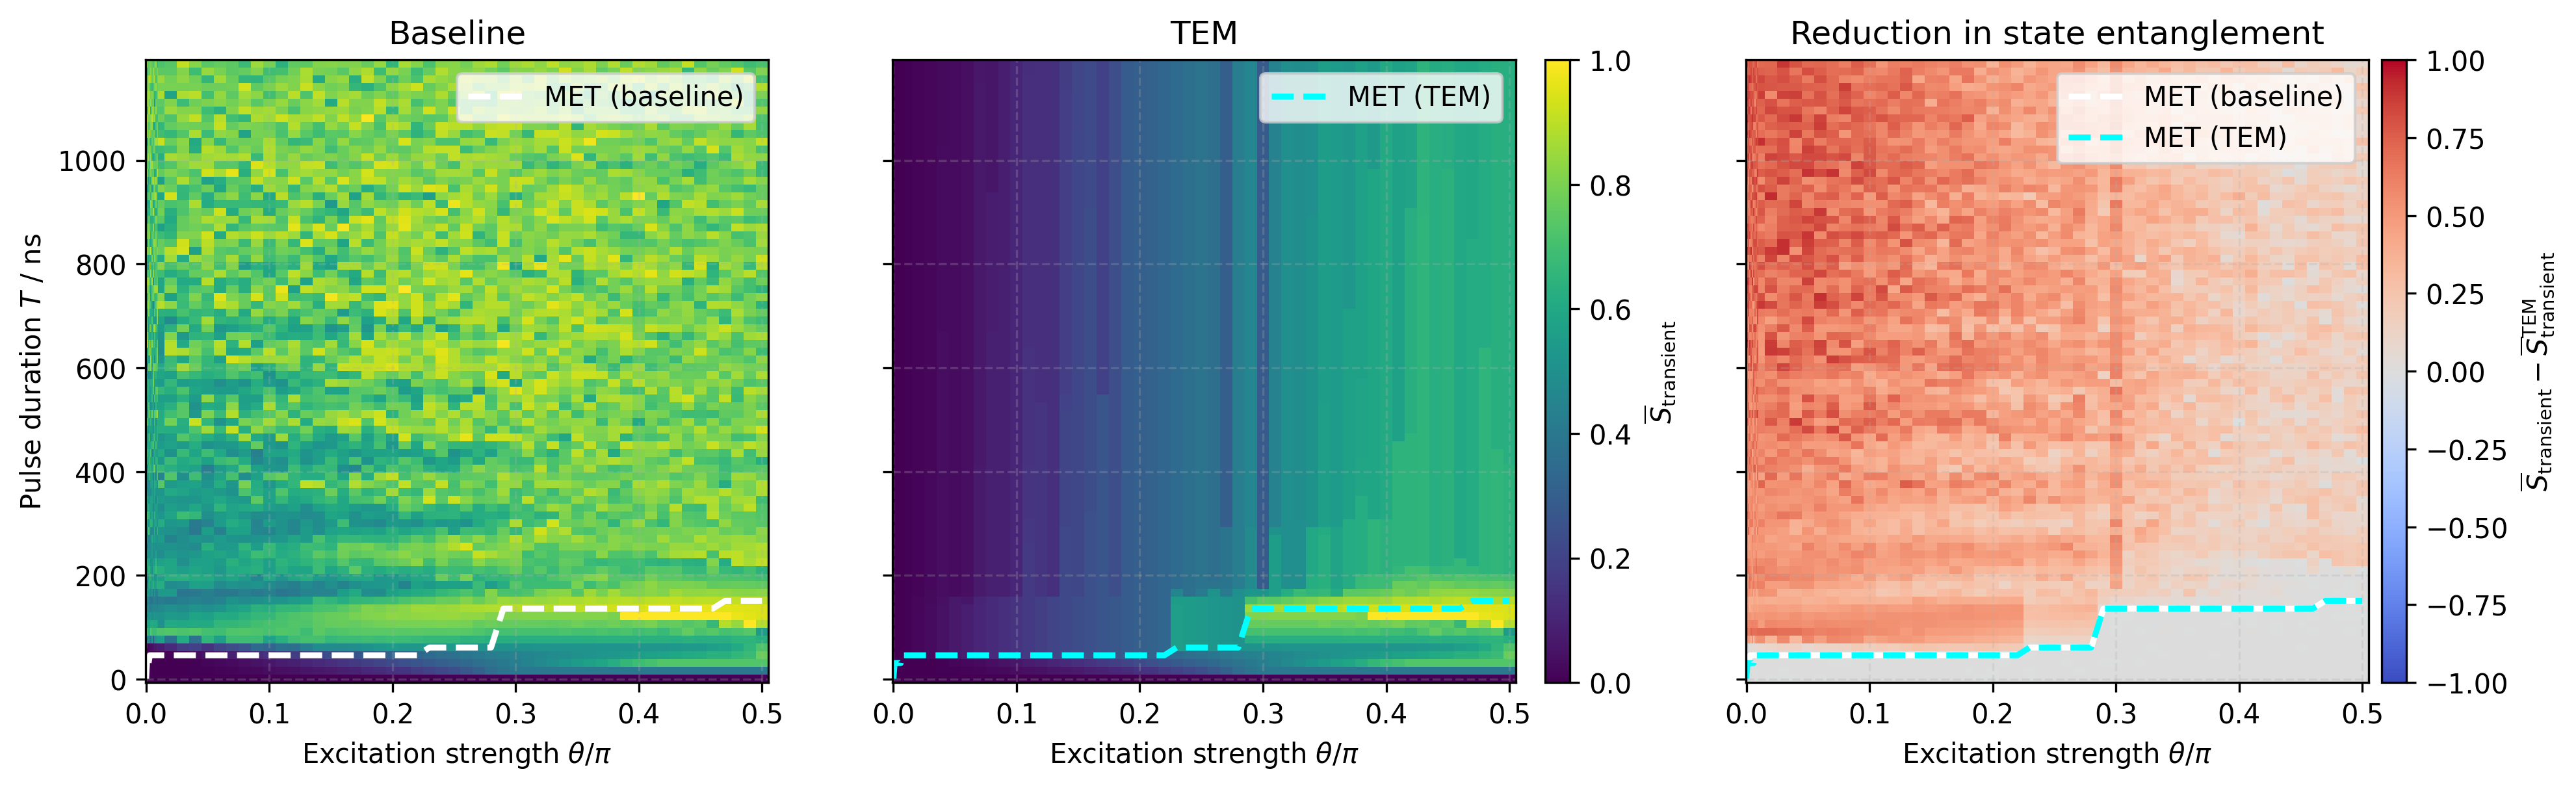 Baseline
MET (baseline)
1000
800
600
400
200
0
Pulse duration T / ns
0.0 0.1 0.2 0.3 0.4 0.5
Excitation strength θ/π
TEM
MET (TEM)
0.0 0.1 0.2 0.3 0.4 0.5
Excitation strength θ/π
1.0
0.8
0.6
0.4
0.2
0.0
S̅transient
Reduction in state entanglement
MET (baseline)
MET (TEM)
0.0 0.1 0.2 0.3 0.4 0.5
Excitation strength θ/π
1.00
0.75
0.50
0.25
0.00
−0.25
−0.50
−0.75
−1.00
S̅transient − S̅TEMtransient